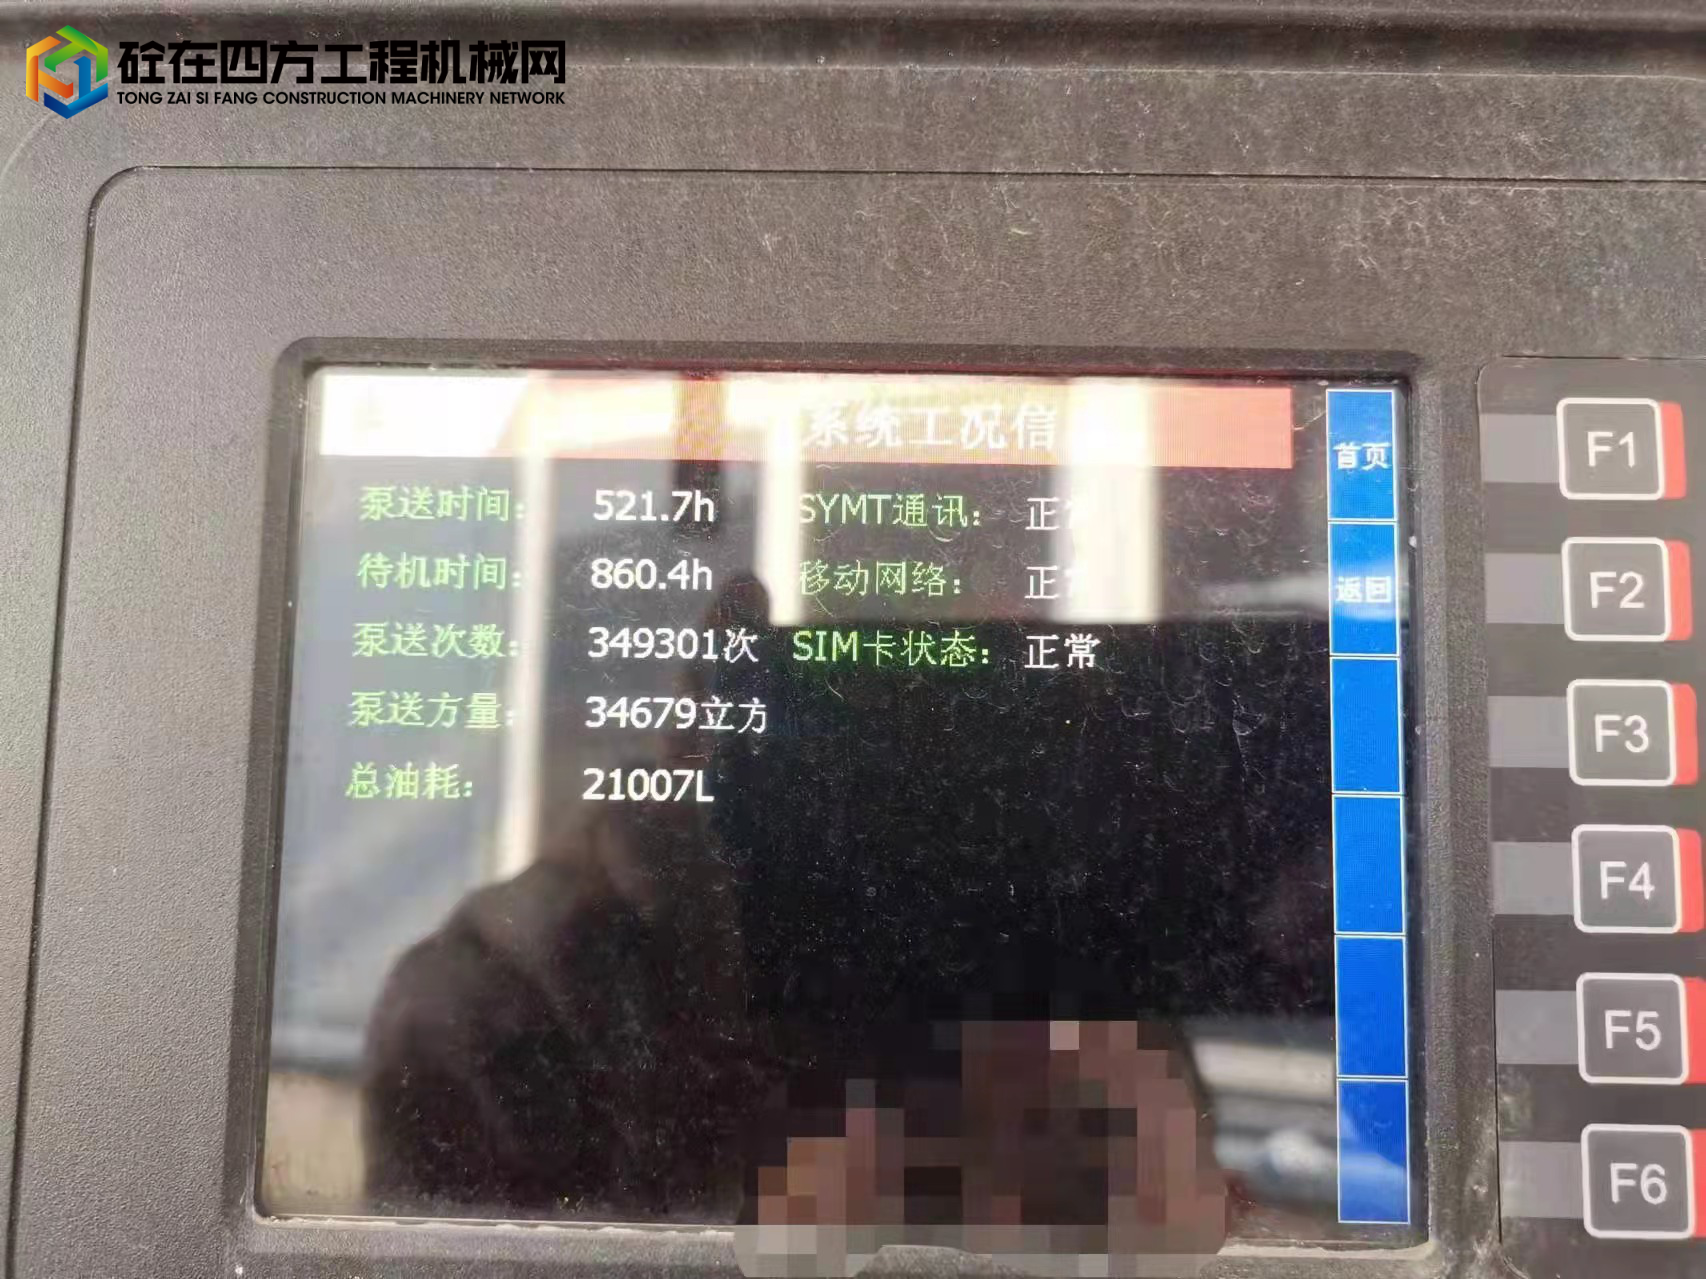 砼在四方工程机械网
TONG ZAI SI FANG CONSTRUCTION MACHINERY NETWORK
系统工况信
首页
泵送时间: 521.7h SYMT通讯: 正常
待机时间: 860.4h 移动网络: 正常
返回
泵送次数: 349301次 SIM卡状态: 正常
泵送方量: 34679立方
总油耗: 21007L
F1
F2
F3
F4
F5
F6